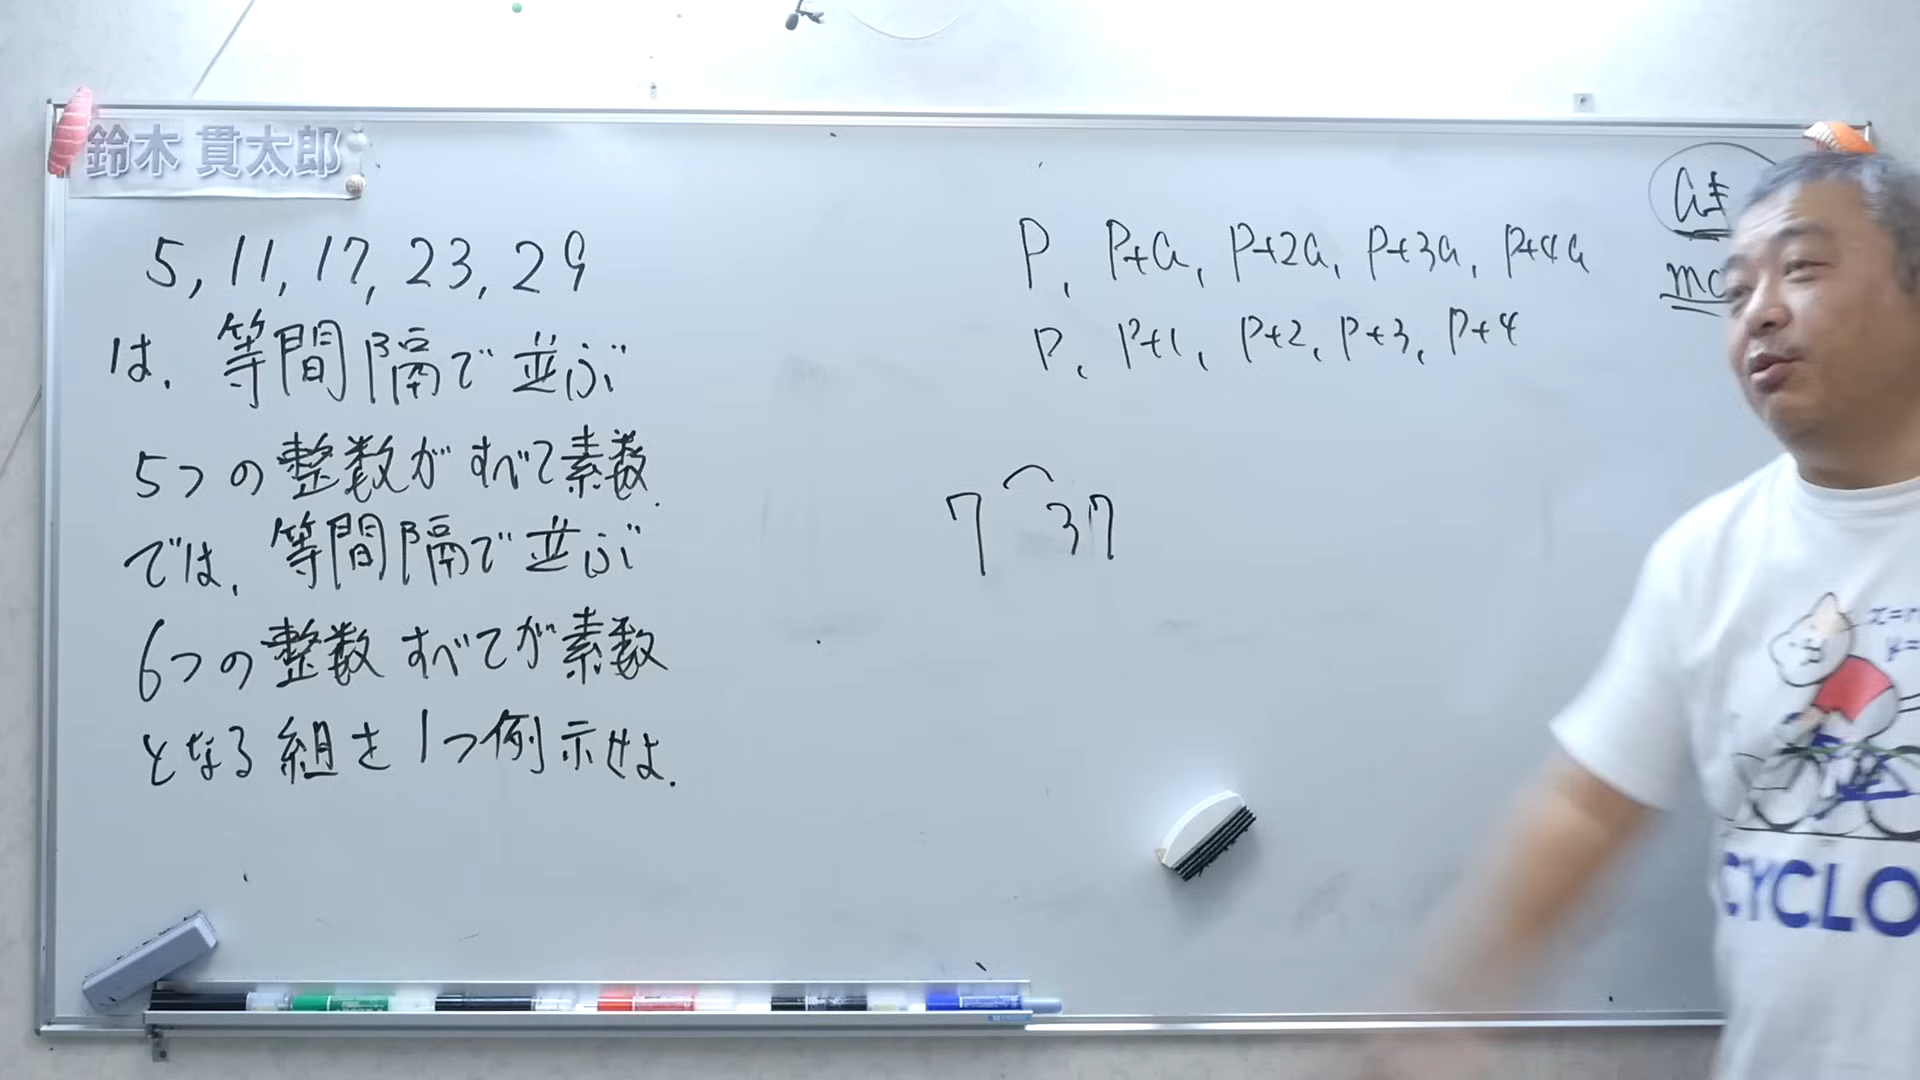 鈴木 貫太郎
5, 11, 17, 23, 29
は、等間隔で並ぶ
5つの整数がすべて素数.
では、等間隔で並ぶ
6つの整数すべてが素数
となる組を1つ例示せよ.
P, P+a, P+2a, P+3a, P+4a
P, P+1, P+2, P+3, P+4
7 37
CYCLO